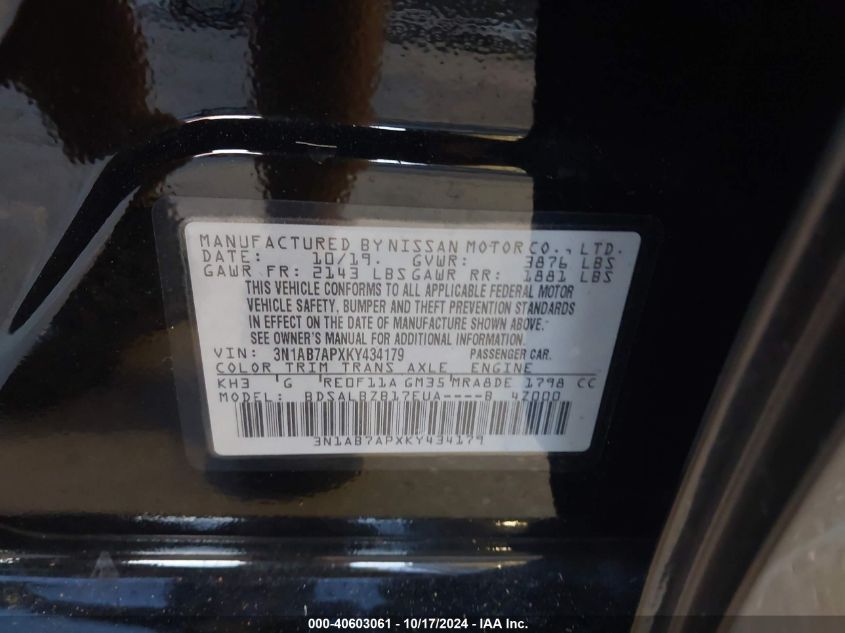 MANUFACTURED BY NISSAN MOTOR CO., LTD.
DATE: 10/19. GVWR: 3876 LBS
GAWR FR: 2143 LBS GAWR RR: 1881 LBS
THIS VEHICLE CONFORMS TO ALL APPLICABLE FEDERAL MOTOR
VEHICLE SAFETY, BUMPER AND THEFT PREVENTION STANDARDS
IN EFFECT ON THE DATE OF MANUFACTURE SHOWN ABOVE.
SEE OWNER'S MANUAL FOR ADDITIONAL INFORMATION.
VIN: 3N1AB7APXKY434179 PASSENGER CAR.
COLOR TRIM TRANS AXLE ENGINE
KH3 G RE0F11A GM35 MRA8DE 1798 CC
MODEL: BDSALBZB17EUA----B 4Z000
3N1AB7APXKY434179
000-40603061 - 10/17/2024 - IAA Inc.